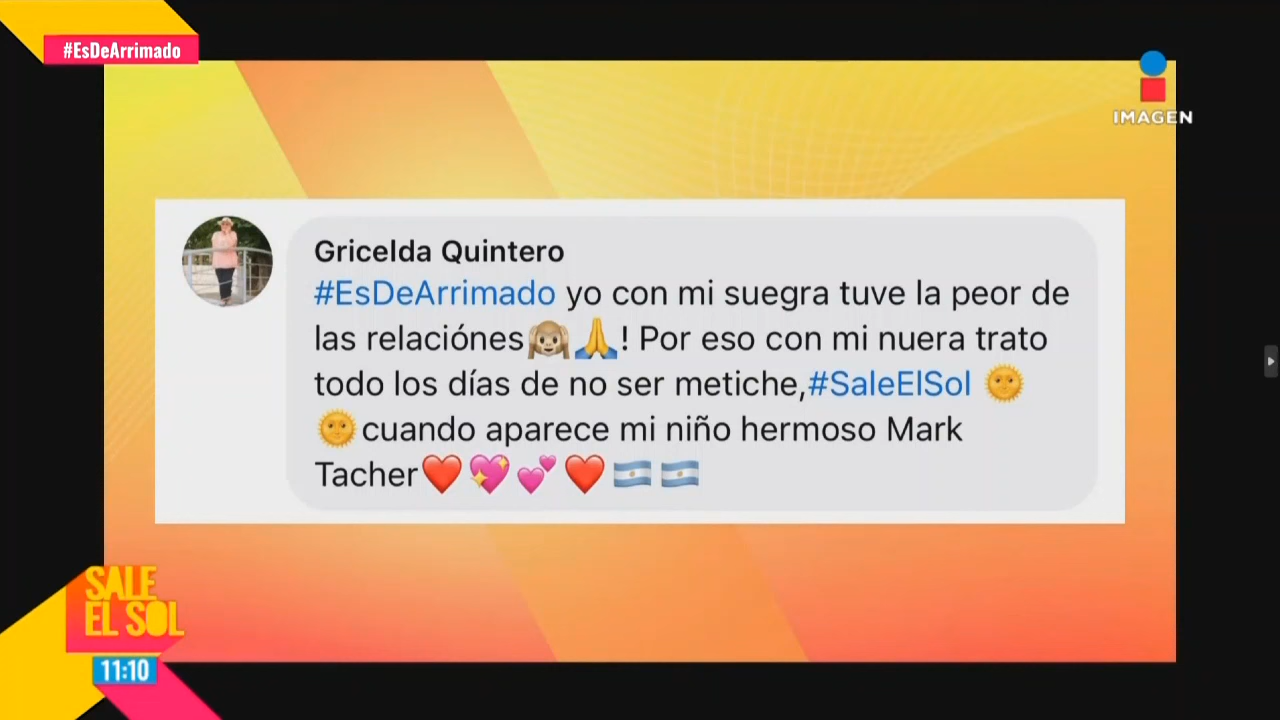 #EsDeArrimado
IMAGEN
Gricelda Quintero
#EsDeArrimado yo con mi suegra tuve la peor de
las relaciónes🙉🙏! Por eso con mi nuera trato
todo los días de no ser metiche,#SaleElSol 🌞
🌞cuando aparece mi niño hermoso Mark
Tacher❤️💖💕❤️🇦🇷🇦🇷
SALE
EL SOL
11:10